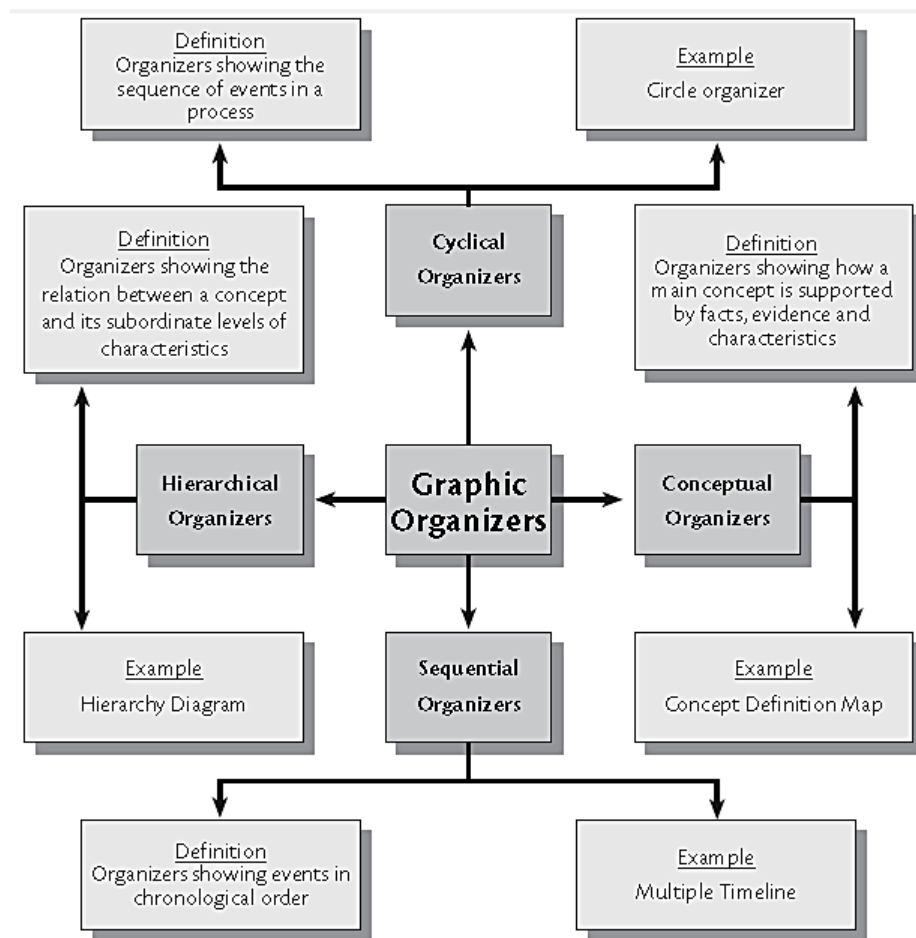 Definition
Organizers showing the
sequence of events in a
process
Example
Circle organizer
Cyclical
Organizers
Definition
Organizers showing the
relation between a concept
and its subordinate levels of
characteristics
Definition
Organizers showing how a
main concept is supported
by facts, evidence and
characteristics
Hierarchical
Organizers
Graphic
Organizers
Conceptual
Organizers
Example
Hierarchy Diagram
Sequential
Organizers
Example
Concept Definition Map
Definition
Organizers showing events in
chronological order
Example
Multiple Timeline